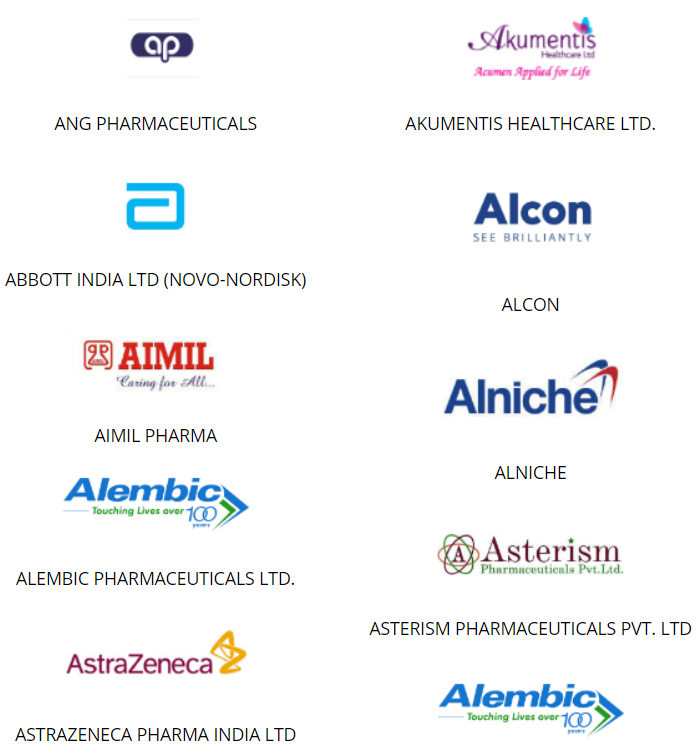 ap
ANG PHARMACEUTICALS
Akumentis
Healthcare Ltd
Acumen Applied for Life
AKUMENTIS HEALTHCARE LTD.
ABBOTT INDIA LTD (NOVO-NORDISK)
Alcon
SEE BRILLIANTLY
ALCON
AIMIL
Caring for All...
AIMIL PHARMA
Alniche
ALNICHE
Alembic
Touching Lives over 100
years
ALEMBIC PHARMACEUTICALS LTD.
A Asterism
Pharmaceuticals Pvt.Ltd.
ASTERISM PHARMACEUTICALS PVT. LTD
AstraZeneca
ASTRAZENECA PHARMA INDIA LTD
Alembic
Touching Lives over 100
years